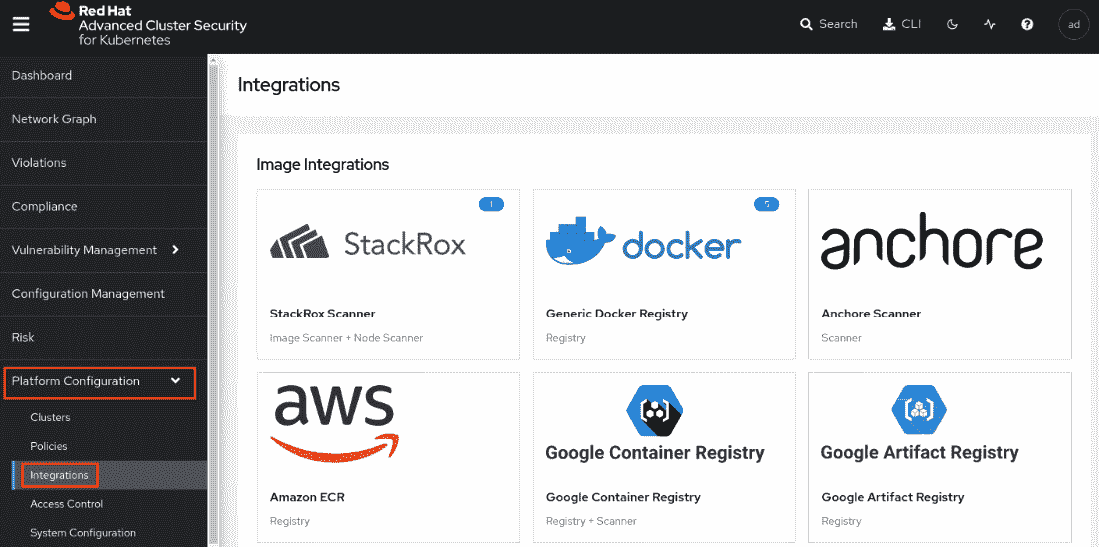 Red Hat
Advanced Cluster Security
for Kubernetes
Search
CLI
ad
Dashboard
Network Graph
Violations
Compliance
Vulnerability Management
Configuration Management
Risk
Platform Configuration
Clusters
Policies
Integrations
Access Control
System Configuration
Integrations
Image Integrations
1
StackRox
StackRox Scanner
Image Scanner + Node Scanner
5
docker
Generic Docker Registry
Registry
anchore
Anchore Scanner
Scanner
aws
Amazon ECR
Registry
Google Container Registry
Google Container Registry
Registry + Scanner
Google Artifact Registry
Google Artifact Registry
Registry